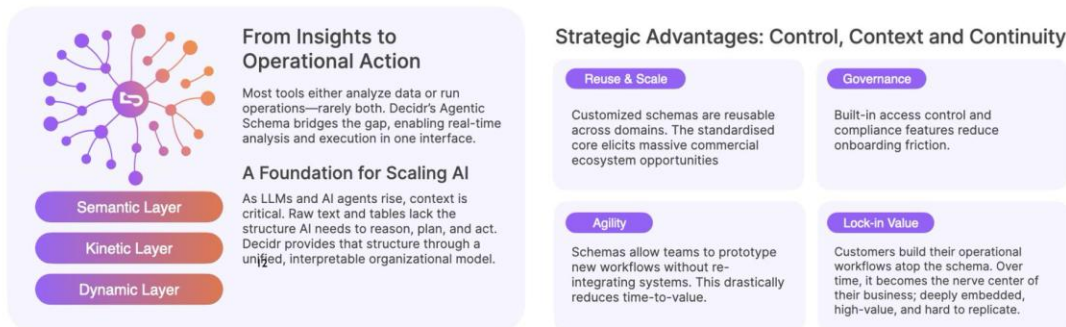 From Insights to
Operational Action
Most tools either analyze data or run
operations—rarely both. Decidr's Agentic
Schema bridges the gap, enabling real-time
analysis and execution in one interface.
A Foundation for Scaling AI
As LLMs and AI agents rise, context is
critical. Raw text and tables lack the
structure AI needs to reason, plan, and act.
Decidr provides that structure through a
unified, interpretable organizational model.
12
Semantic Layer
Kinetic Layer
Dynamic Layer
Strategic Advantages: Control, Context and Continuity
Reuse & Scale
Customized schemas are reusable
across domains. The standardised
core elicits massive commercial
ecosystem opportunities
Governance
Built-in access control and
compliance features reduce
onboarding friction.
Agility
Schemas allow teams to prototype
new workflows without re-
integrating systems. This drastically
reduces time-to-value.
Lock-in Value
Customers build their operational
workflows atop the schema. Over
time, it becomes the nerve center of
their business; deeply embedded,
high-value, and hard to replicate.